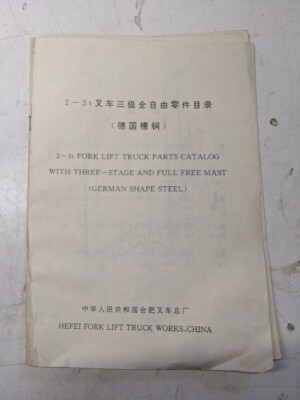 2－3t叉车三级全自由零件目录
（德国槽钢）
2－3t FORK LIFT TRUCK PARTS CATALOG
WITH THREE－STAGE AND FULL FREE MAST
(GERMAN SHAPE STEEL)
中华人民共和国合肥叉车总厂
HEFEI FORK LIFT TRUCK WORKS,CHINA